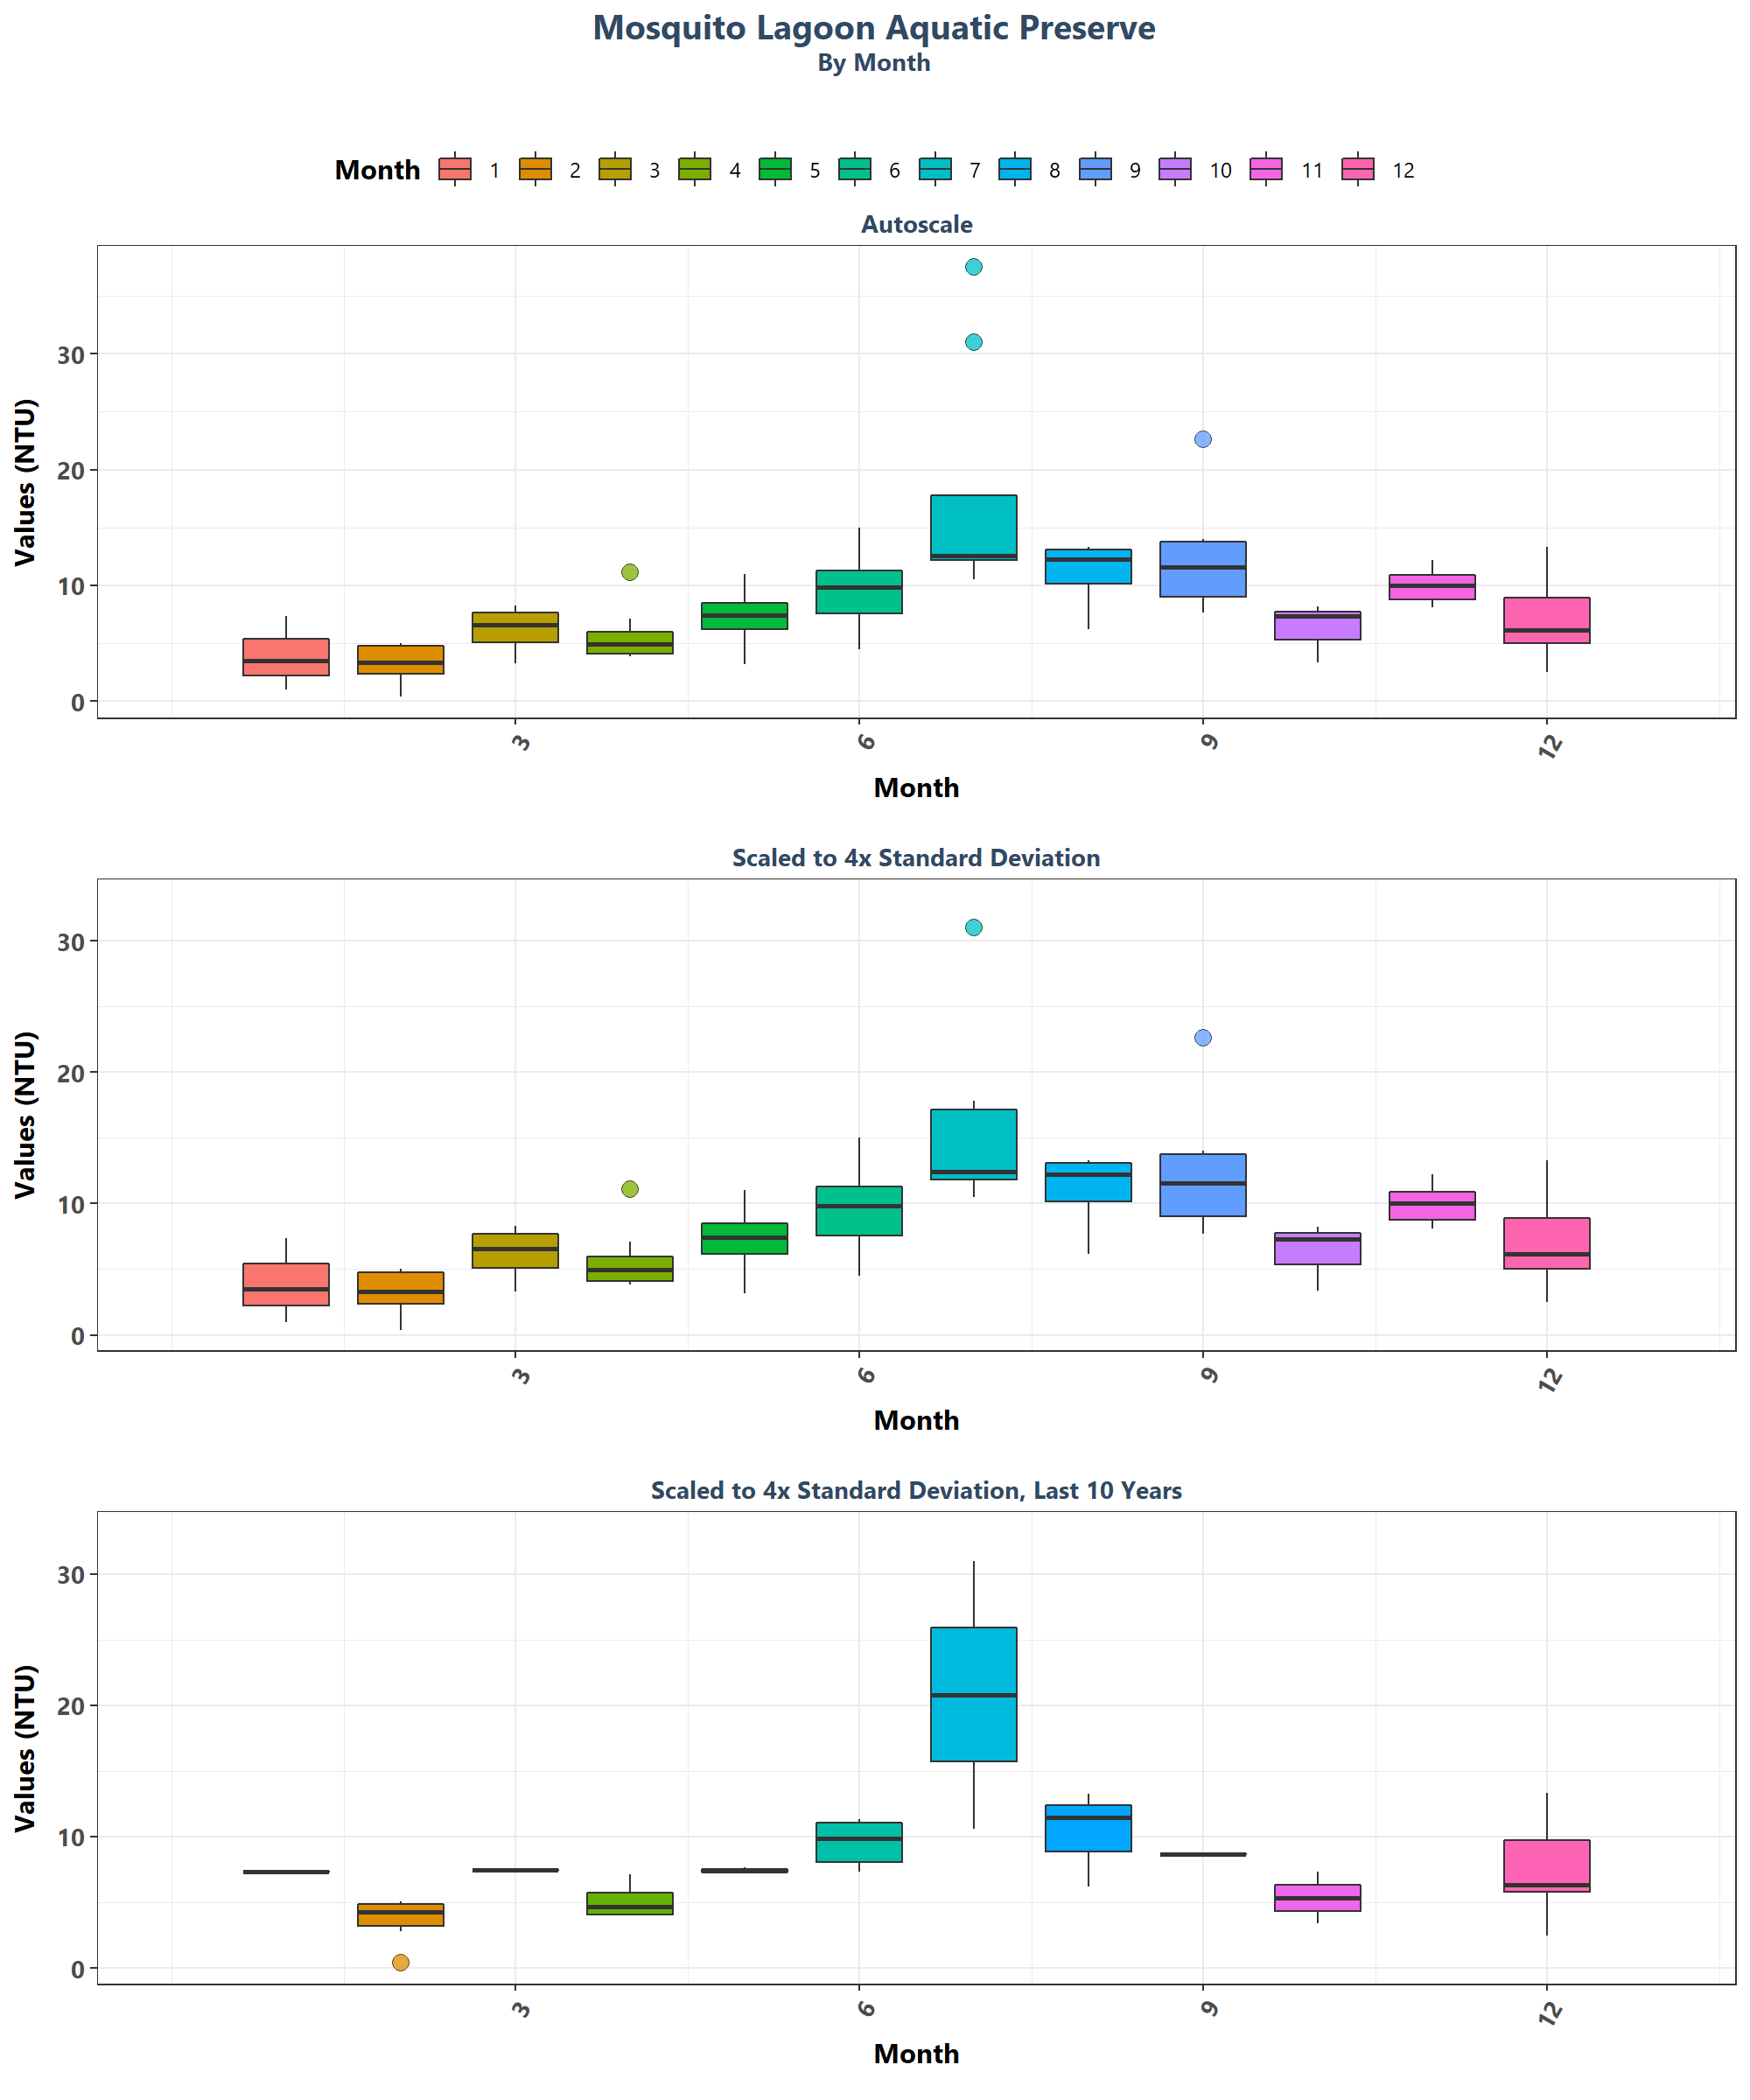 Mosquito Lagoon Aquatic Preserve
By Month
Month 1 2 3 4 5 6 7 8 9 10 11 12
Autoscale
Values (NTU)
30
20
10
0
3 6 9 12
Month
Scaled to 4x Standard Deviation
Values (NTU)
30
20
10
0
3 6 9 12
Month
Scaled to 4x Standard Deviation, Last 10 Years
Values (NTU)
30
20
10
0
3 6 9 12
Month